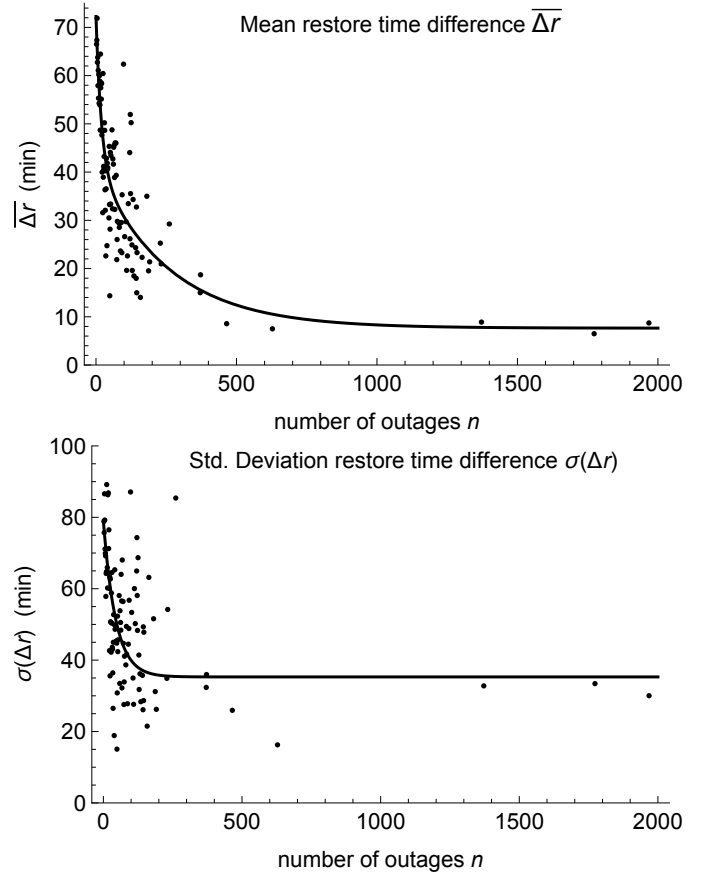 Mean restore time difference Δr
70
60
50
40
30
20
10
0
Δr (min)
0 500 1000 1500 2000
number of outages n
Std. Deviation restore time difference σ(Δr)
100
80
60
40
20
0
σ(Δr) (min)
0 500 1000 1500 2000
number of outages n